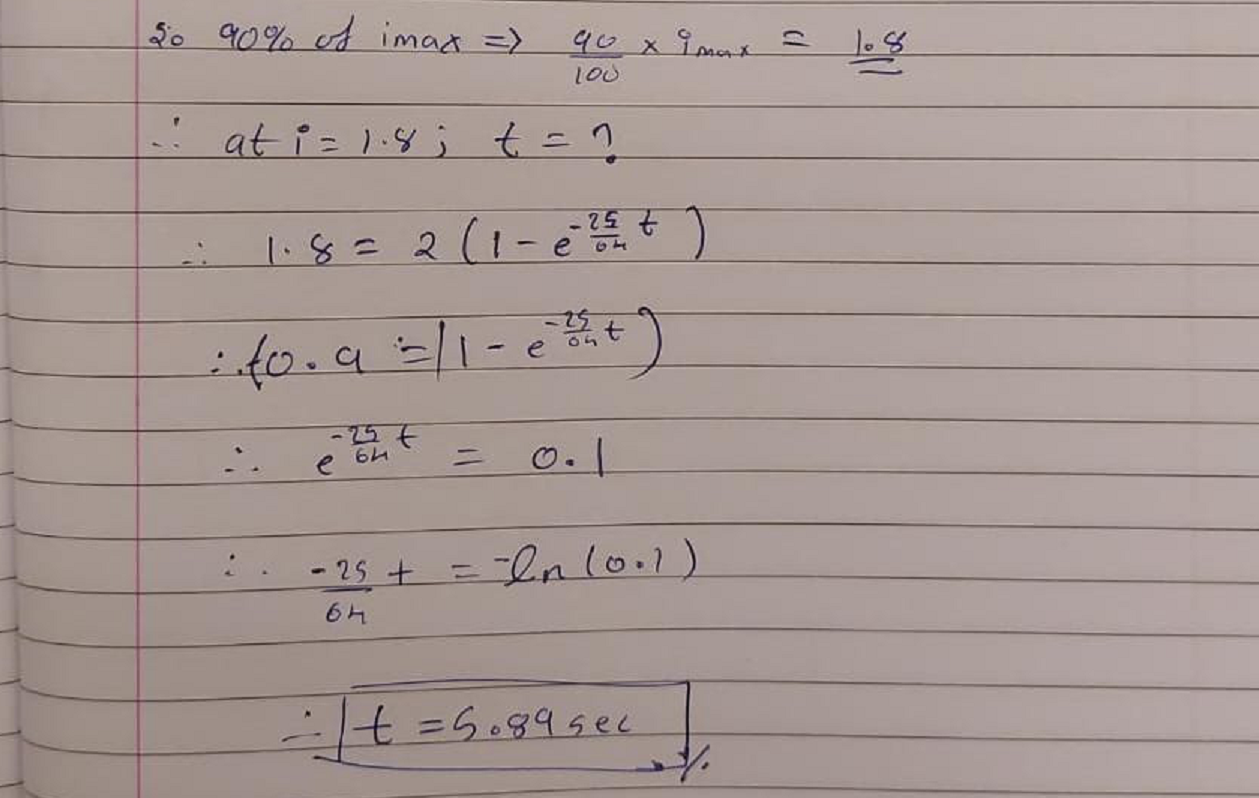 So 90% of imax => 90/100 x imax = 1.8
∴ at i = 1.8 ; t = ?
∴ 1.8 = 2 (1 - e^(-25/64 t))
∴ (0.9 = (1 - e^(-25/64 t))
∴ e^(-25/64 t) = 0.1
∴ -25/64 t = -ln (0.1)
∴ t = 5.89 sec